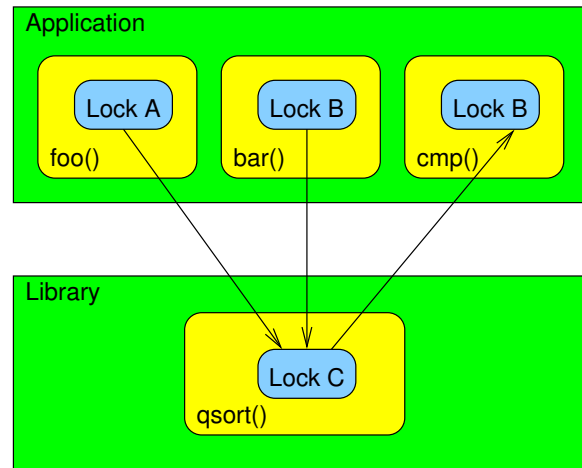 Application
Lock A
Lock B
Lock B
foo()
bar()
cmp()
Library
Lock C
qsort()